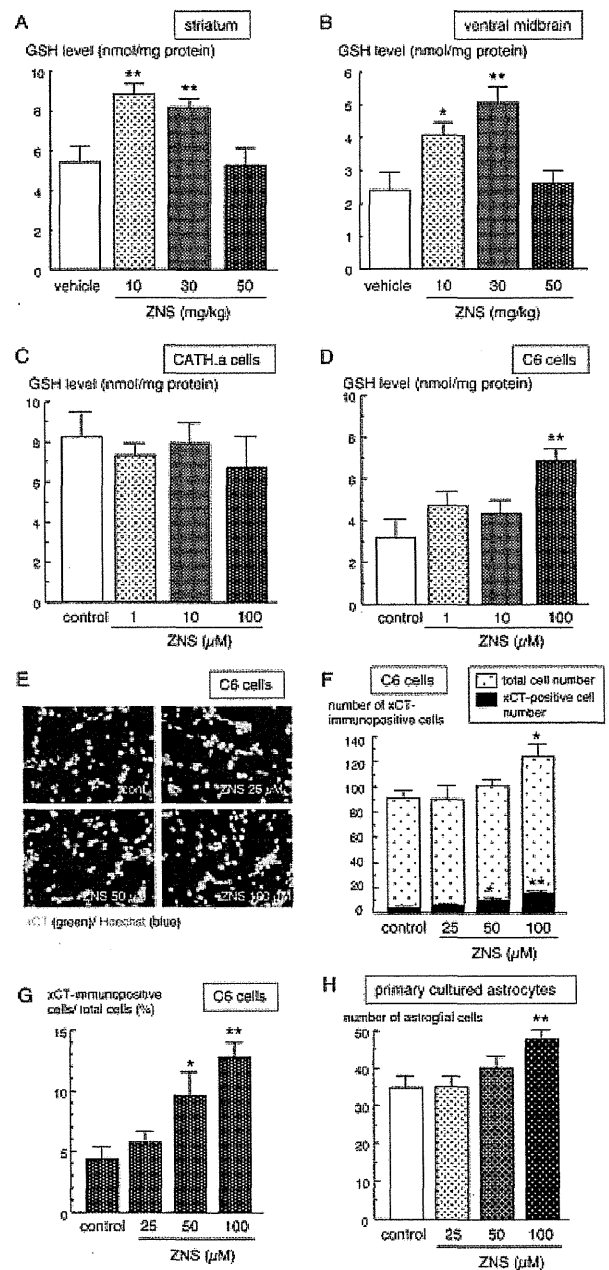 A
striatum
GSH level (nmol/mg protein)
10
8
6
4
2
0
**
**
vehicle 10 30 50
ZNS (mg/kg)
B
ventral midbrain
GSH level (nmol/mg protein)
6
5
4
3
2
1
0
*
**
vehicle 10 30 50
ZNS (mg/kg)
C
CATH.a cells
GSH level (nmol/mg protein)
10
8
6
4
2
0
control 1 10 100
ZNS (µM)
D
C6 cells
GSH level (nmol/mg protein)
10
8
6
4
2
0
**
control 1 10 100
ZNS (µM)
E
C6 cells
cont.
ZNS 25 µM
ZNS 50 µM
ZNS 100 µM
xCT (green)/ Hoechst (blue)
F
C6 cells
total cell number
xCT-positive cell
number
number of xCT-
immunopositive cells
140
120
100
80
60
40
20
0
*
*
**
control 25 50 100
ZNS (µM)
G
xCT-immunopositive
cells/ total cells (%)
C6 cells
15
10
5
0
*
**
control 25 50 100
ZNS (µM)
H
primary cultured astrocytes
number of astroglial cells
50
40
30
20
10
0
**
control 25 50 100
ZNS (µM)